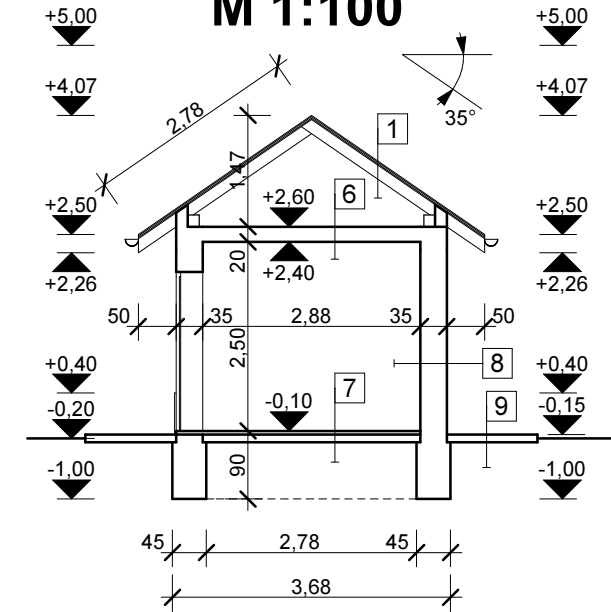 M 1:100
+5,00 +5,00
+4,07 +4,07
2,78 35°
1
1,47
+2,50 +2,60 6 +2,50
20
+2,26 +2,40 +2,26
50 35 2,88 35 50
2,50
+0,40 8 +0,40
-0,20 -0,10 7 9 -0,15
-1,00 90 -1,00
45 2,78 45
3,68